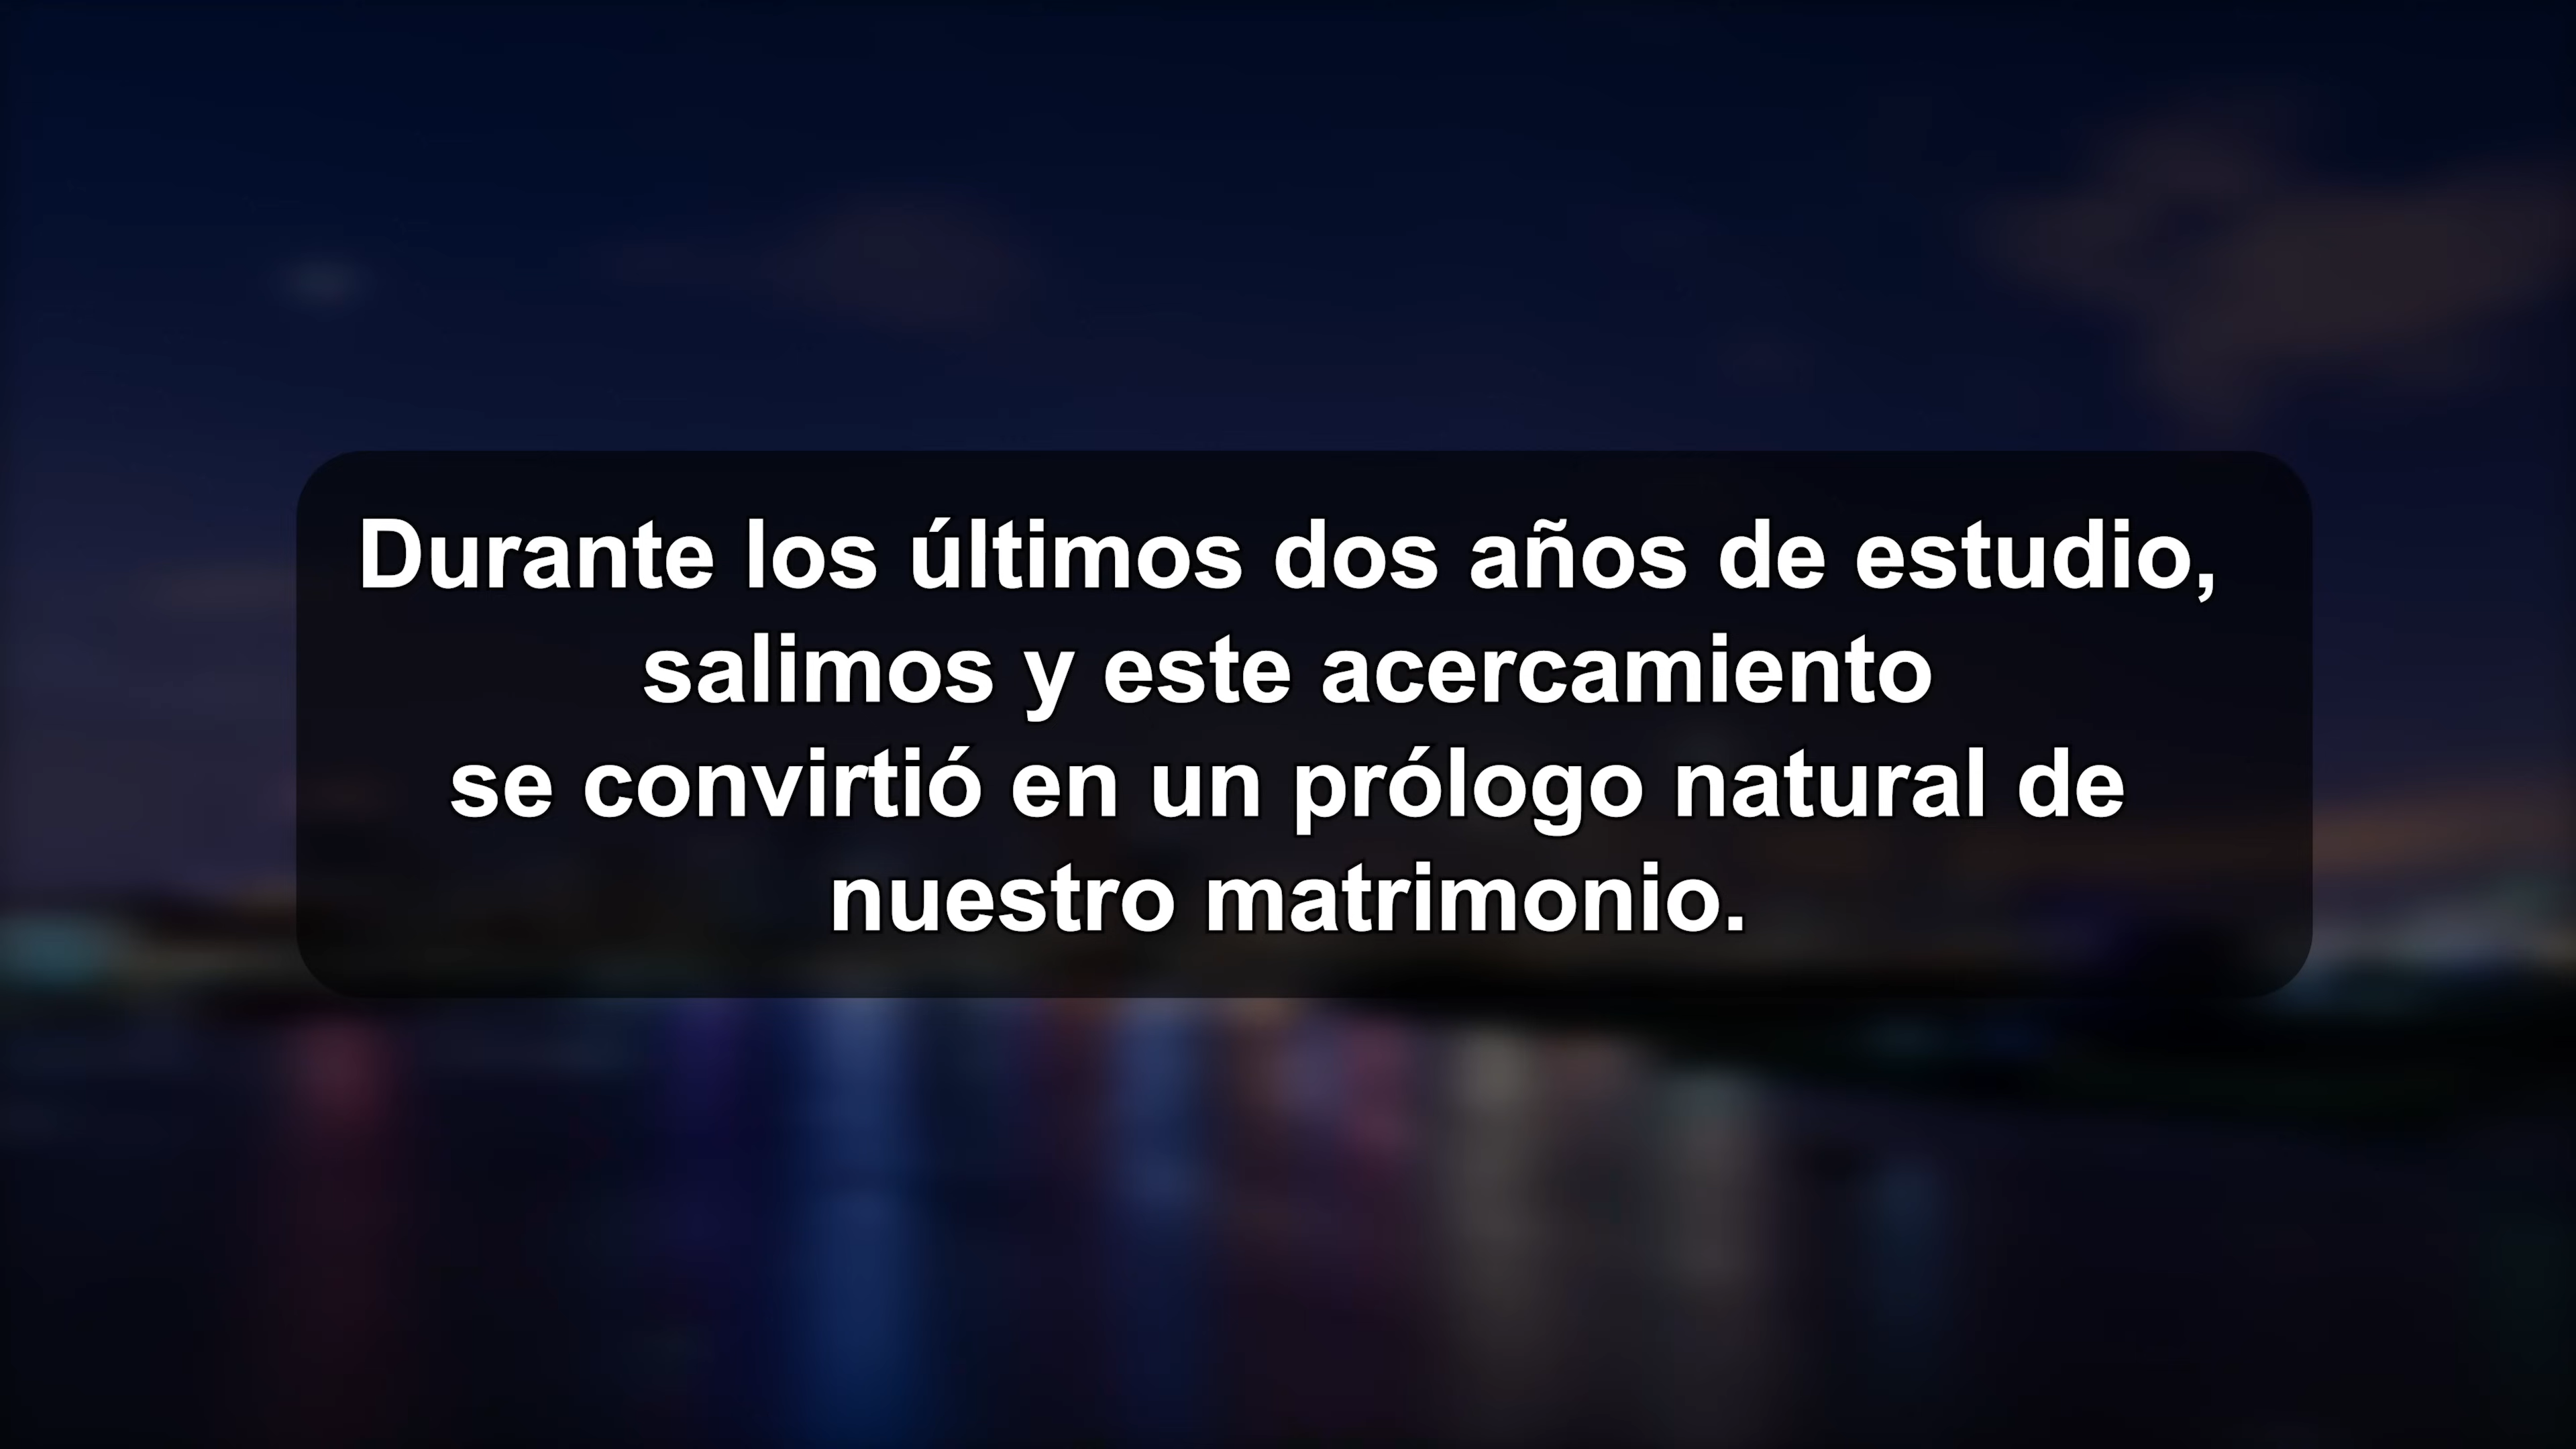 Durante los últimos dos años de estudio,
salimos y este acercamiento
se convirtió en un prólogo natural de
nuestro matrimonio.